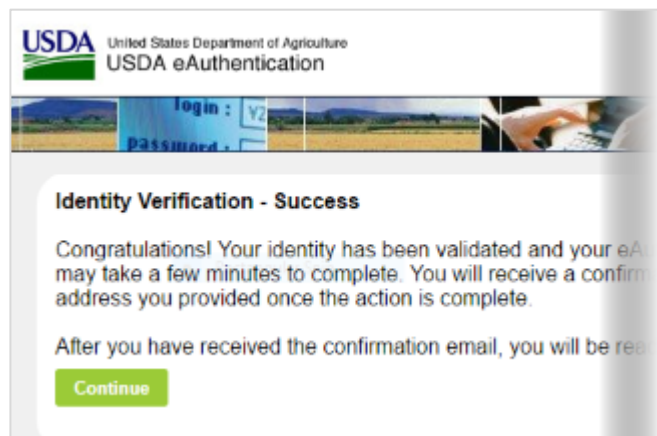 USDA
United States Department of Agriculture
USDA eAuthentication
login :
password :
Identity Verification - Success
Congratulations! Your identity has been validated and your
may take a few minutes to complete. You will receive a
address you provided once the action is complete.
After you have received the confirmation email, you will be
Continue